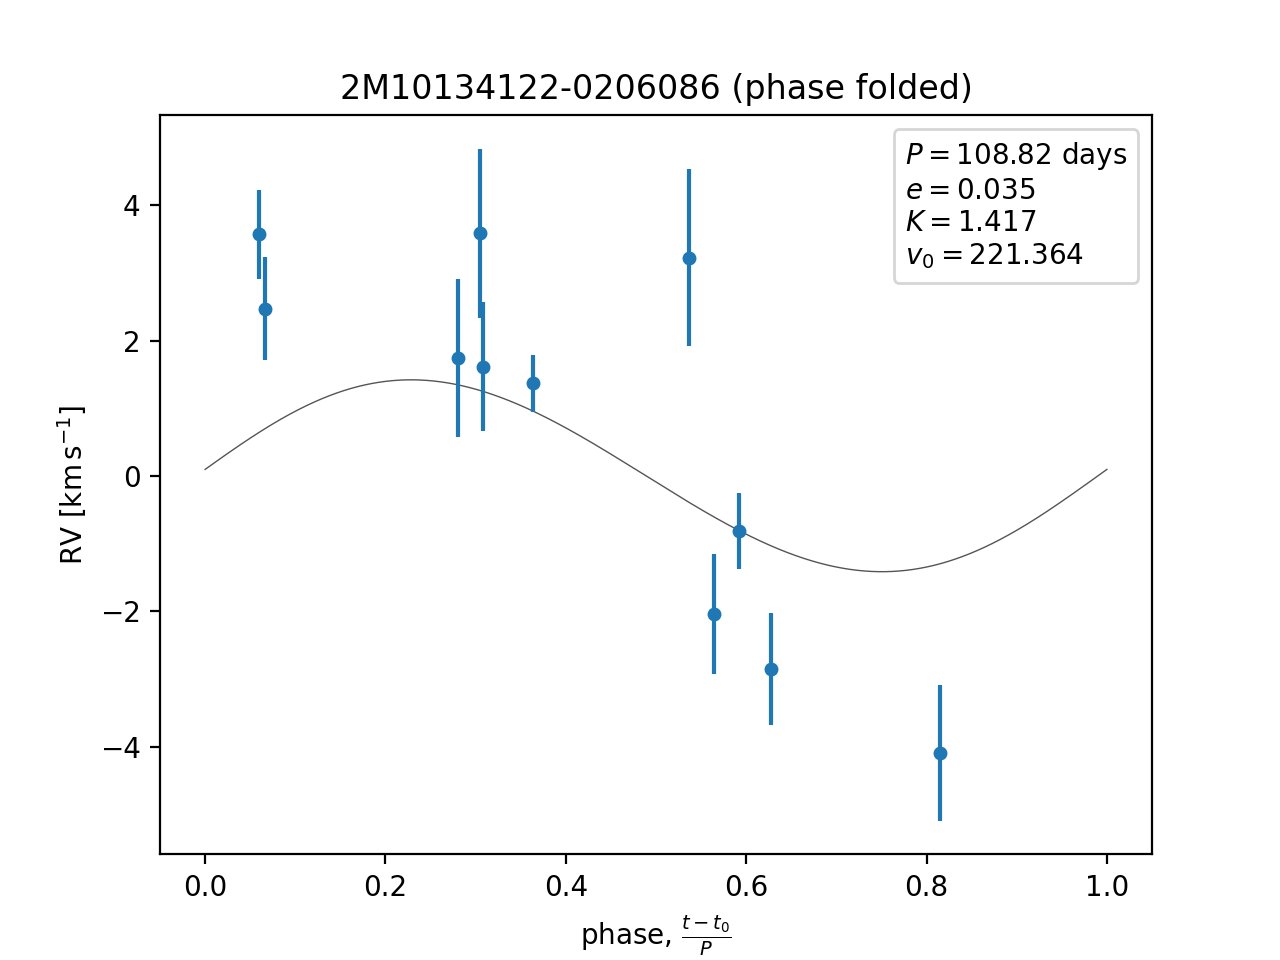 2M10134122-0206086 (phase folded)
P = 108.82 days
e = 0.035
K = 1.417
v₀ = 221.364
4
2
0
−2
−4
RV [km s⁻¹]
0.0 0.2 0.4 0.6 0.8 1.0
phase, (t − t₀)/P